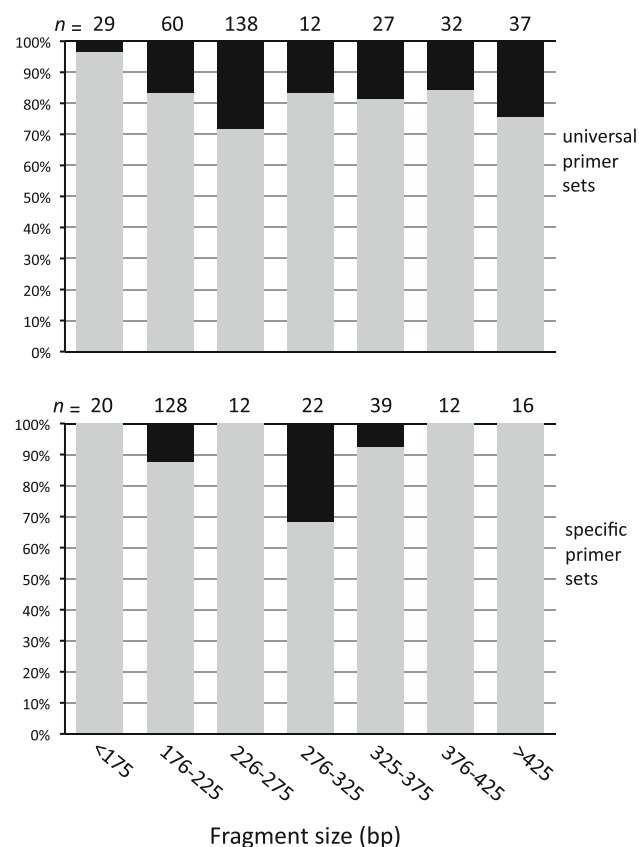 n = 29 60 138 12 27 32 37
100%
90%
80%
70%
60%
50%
40%
30%
20%
10%
0%
universal
primer
sets
n = 20 128 12 22 39 12 16
100%
90%
80%
70%
60%
50%
40%
30%
20%
10%
0%
specific
primer
sets
<175 176-225 226-275 276-325 325-375 376-425 >425
Fragment size (bp)